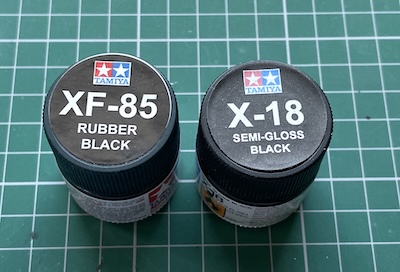 TAMIYA
XF-85
RUBBER
BLACK
TAMIYA
X-18
SEMI-GLOSS
BLACK